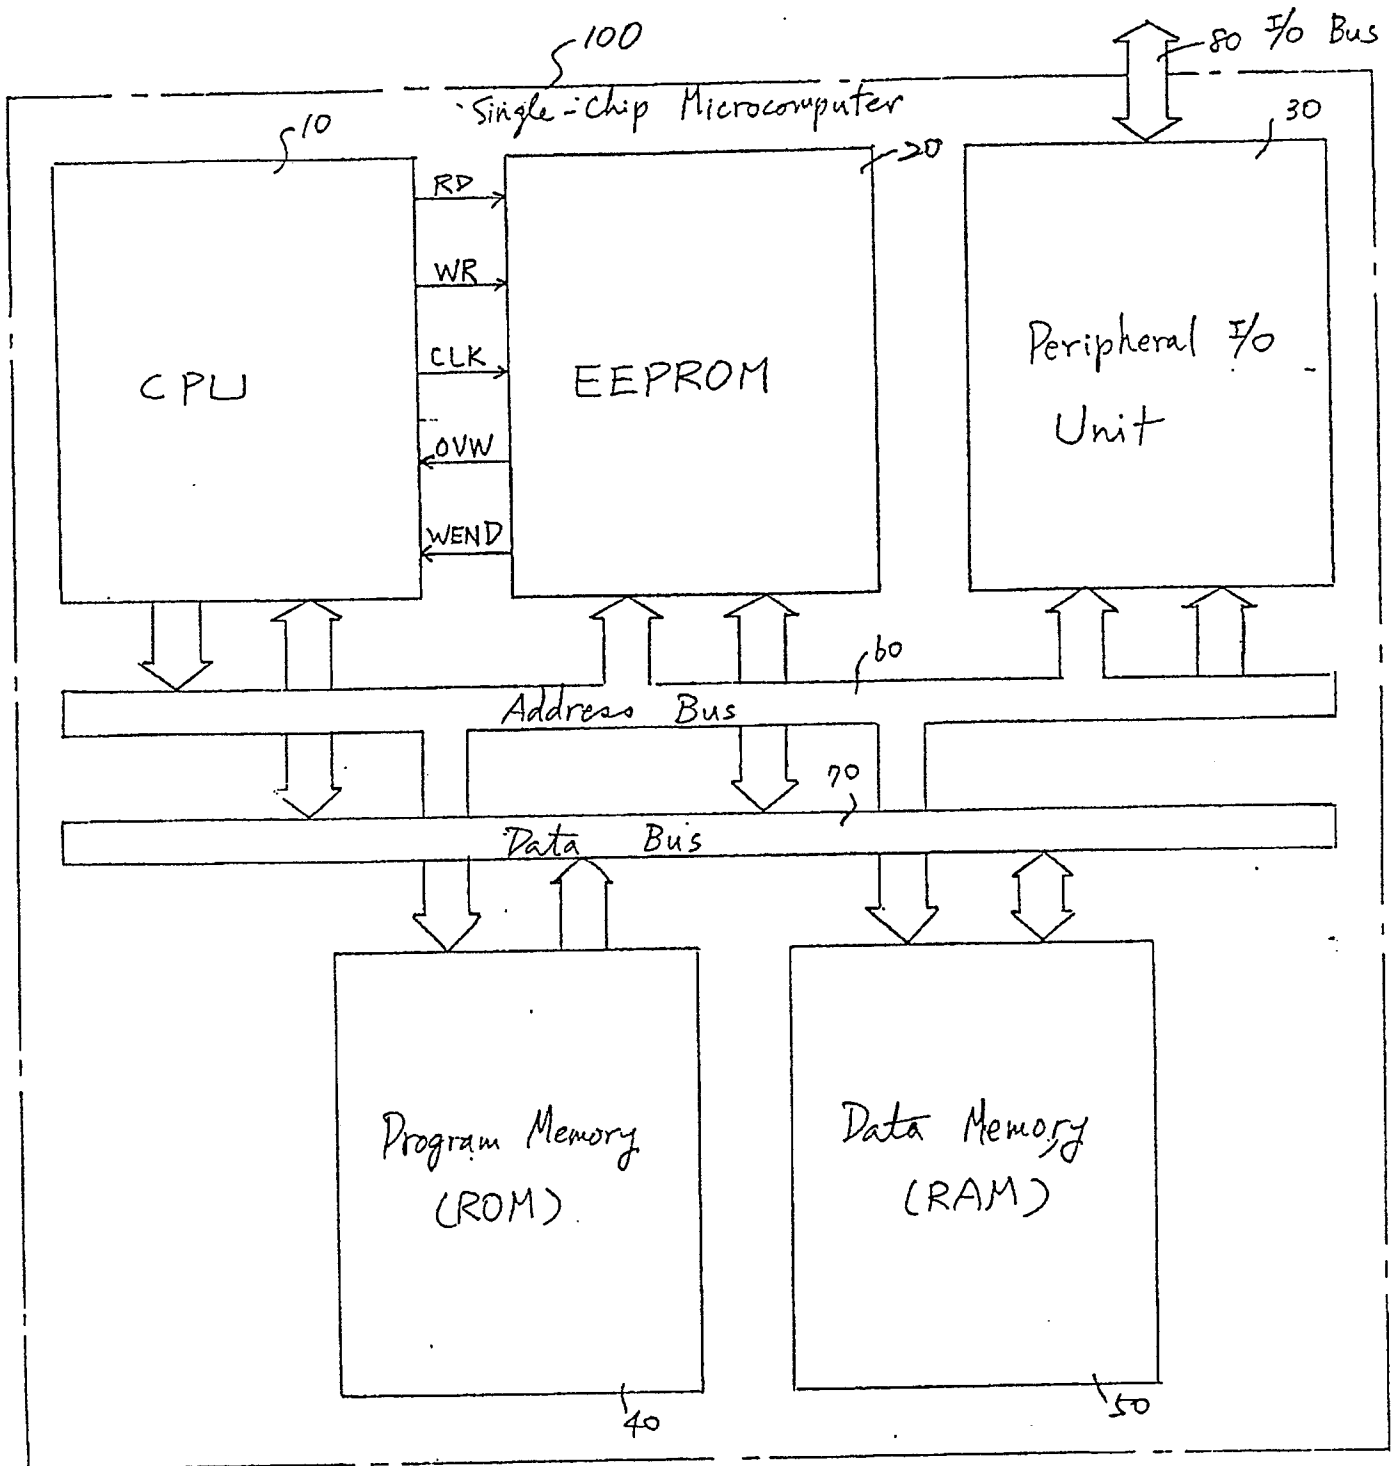 100
80 I/O Bus
Single-Chip Microcomputer
10
20
30
RD
WR
CLK
OVW
WEND
CPU
EEPROM
Peripheral I/O
Unit
60
Address Bus
70
Data Bus
Program Memory
(ROM)
Data Memory
(RAM)
40
50